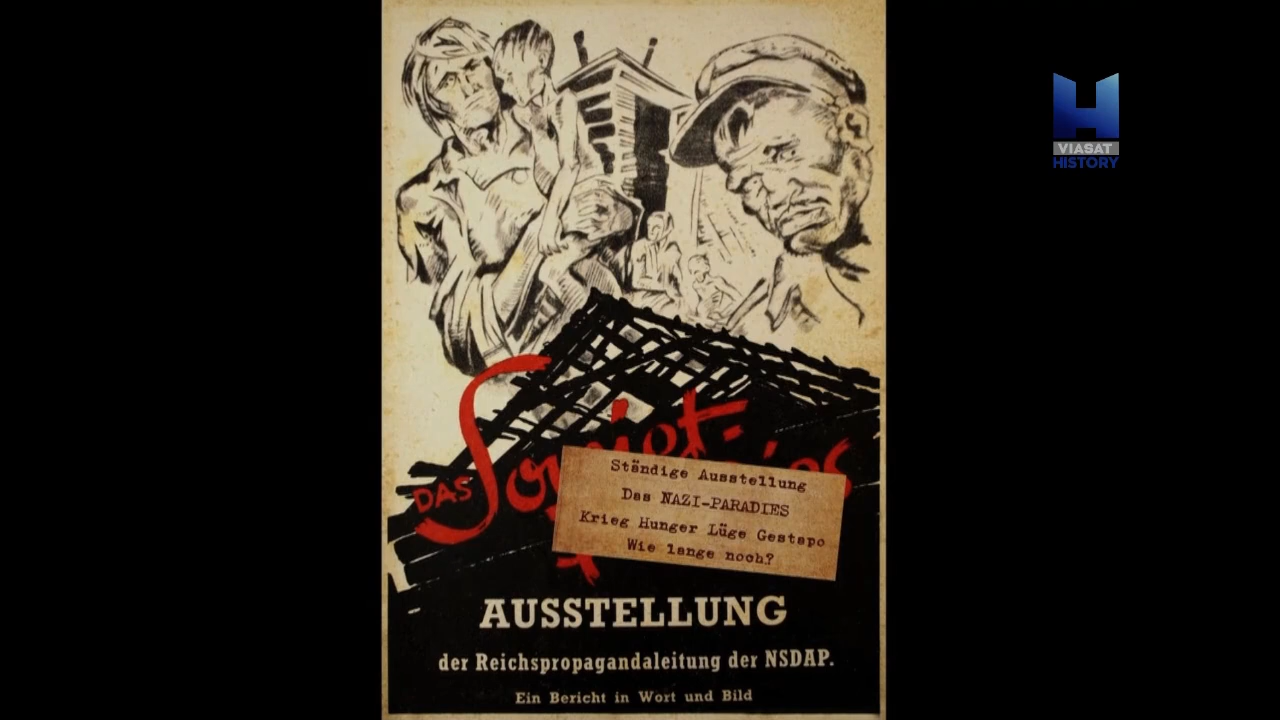 VIASAT
HISTORY
DAS Sowjet-
Ständige Ausstellung
Das NAZI-PARADIES
Krieg Hunger Lüge Gestapo
Wie lange noch?
AUSSTELLUNG
der Reichspropagandaleitung der NSDAP.
Ein Bericht in Wort und Bild